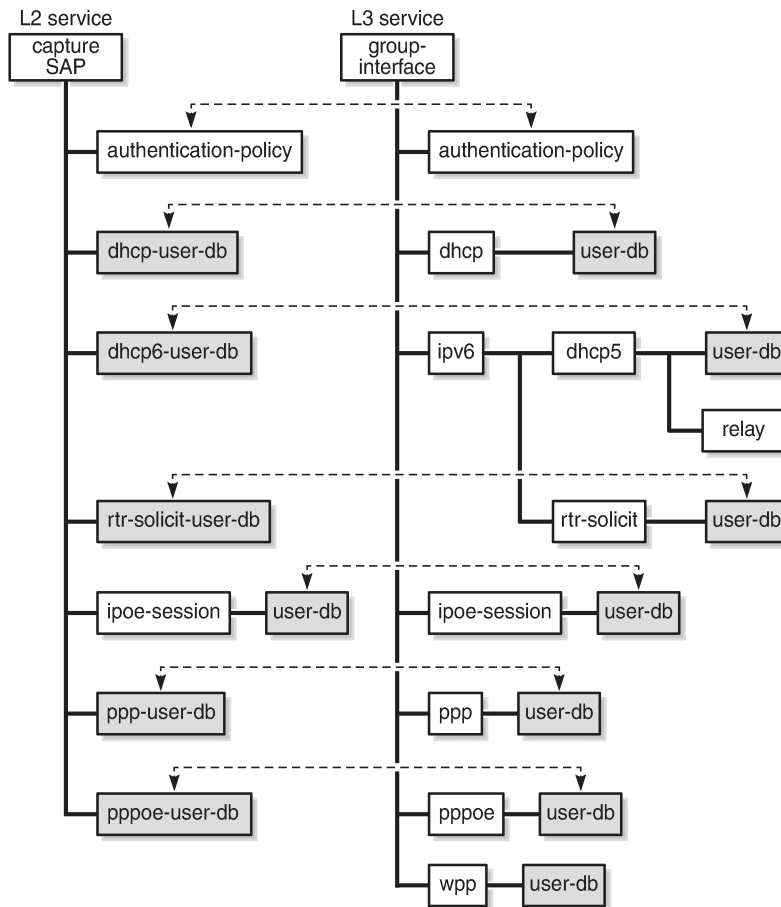 L2 service
L3 service
capture
SAP
group-
interface
authentication-policy
authentication-policy
dhcp-user-db
dhcp
user-db
dhcp6-user-db
ipv6
dhcp5
user-db
relay
rtr-solicit-user-db
rtr-solicit
user-db
ipoe-session
user-db
ipoe-session
user-db
ppp-user-db
ppp
user-db
pppoe-user-db
pppoe
user-db
wpp
user-db